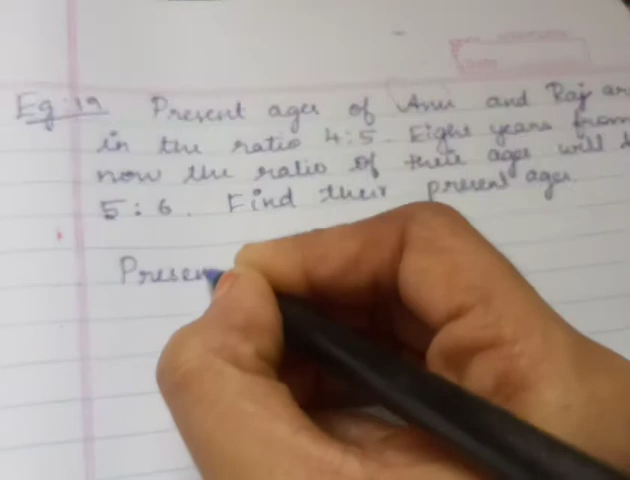 Eg:19 Present ages of Anu and Raj ar
in the ratio 4:5. Eight years from
now the ratio of their ages will b
5:6. Find their present ages.
Presen